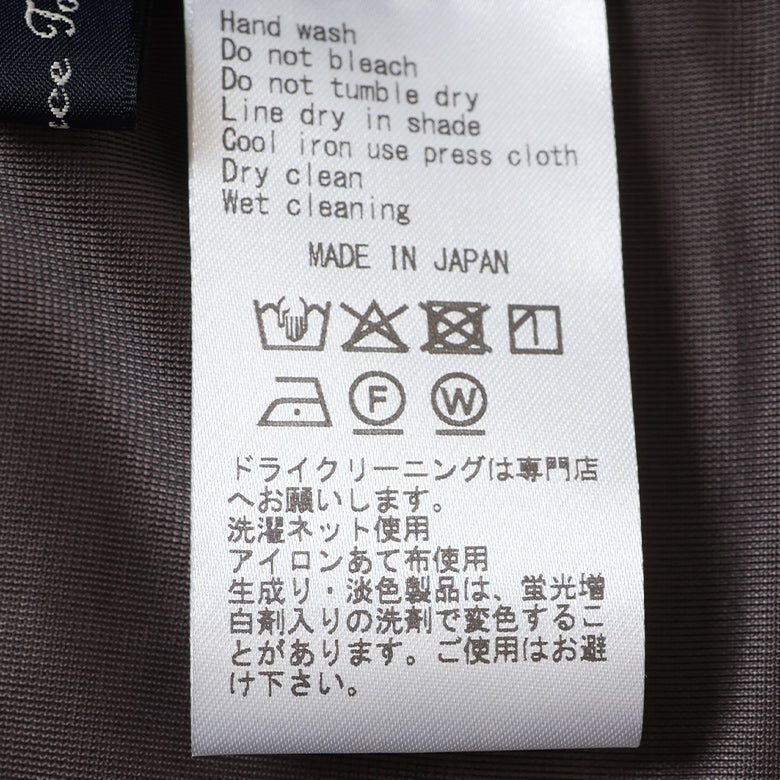 Hand wash
Do not bleach
Do not tumble dry
Line dry in shade
Cool iron use press cloth
Dry clean
Wet cleaning
MADE IN JAPAN
F
W
ドライクリーニングは専門店
へお願いします。
洗濯ネット使用
アイロンあて布使用
生成り・淡色製品は、蛍光増
白剤入りの洗剤で変色するこ
とがあります。ご使用はお避
け下さい。